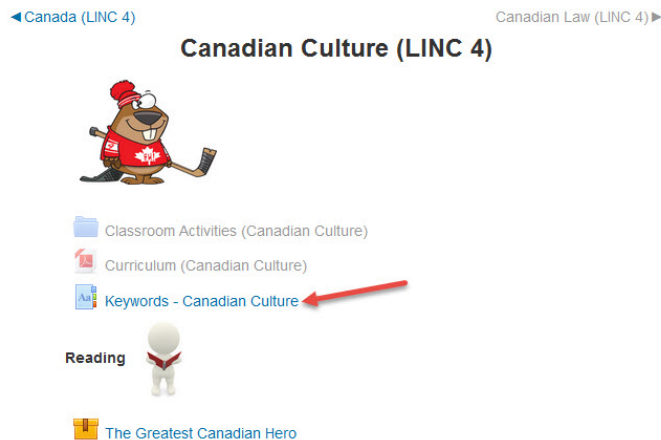 ◄Canada (LINC 4)
Canadian Law (LINC 4)►
Canadian Culture (LINC 4)
Classroom Activities (Canadian Culture)
Curriculum (Canadian Culture)
Aa
Keywords - Canadian Culture
Reading
The Greatest Canadian Hero